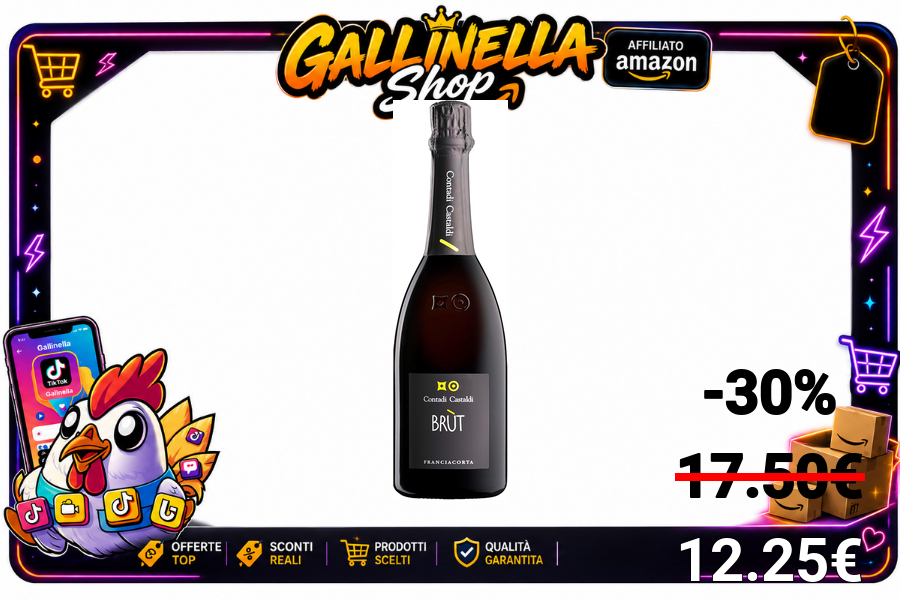 GALLINELLA
Shop
AFFILIATO
amazon
Contadi Castaldi
Gallinella
TikTok
Gallinella
Contadi Castaldi
BRÙT
FRANCIACORTA
-30%
17.50€
12.25€
OFFERTE
TOP
SCONTI
REALI
PRODOTTI
SCELTI
QUALITÀ
GARANTITA